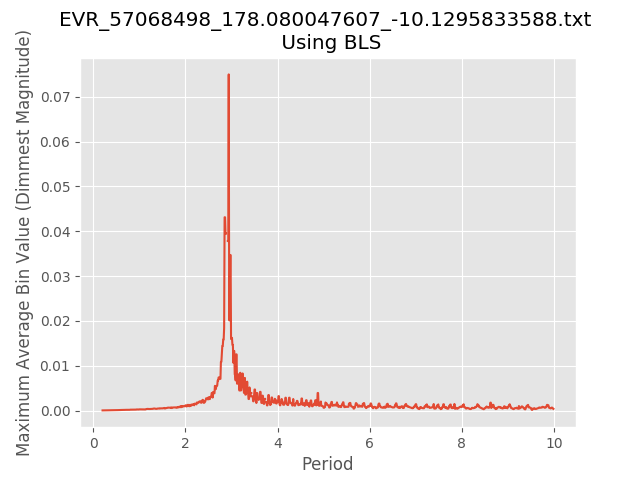 EVR_57068498_178.080047607_-10.1295833588.txt
Using BLS
Maximum Average Bin Value (Dimmest Magnitude)
0.07
0.06
0.05
0.04
0.03
0.02
0.01
0.00
0 2 4 6 8 10
Period